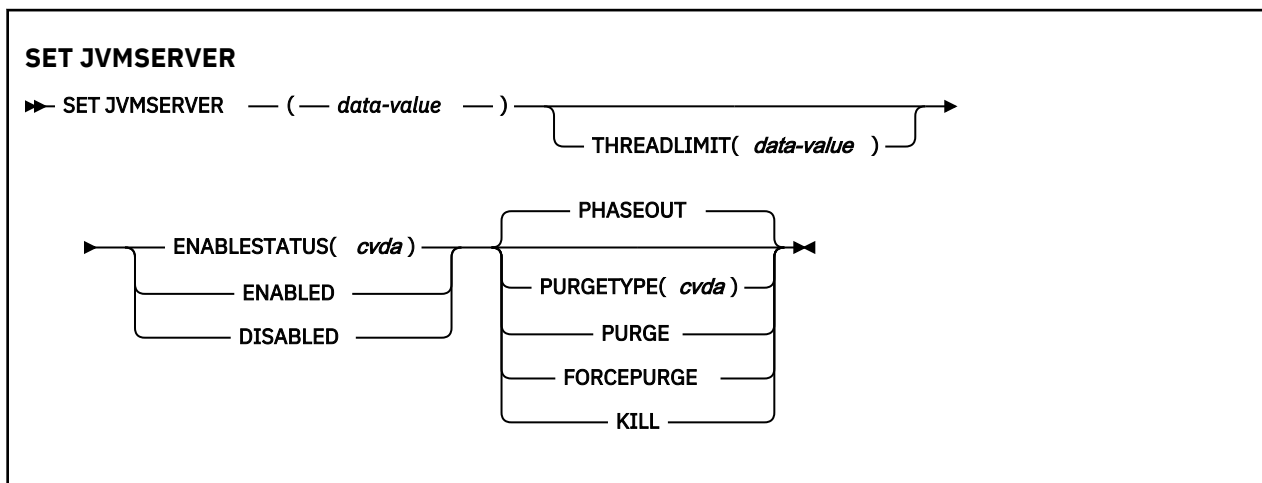 SET JVMSERVER
SET JVMSERVER ( data-value )
THREADLIMIT( data-value )
PHASEOUT
ENABLESTATUS( cvda )
PURGETYPE( cvda )
ENABLED
PURGE
DISABLED
FORCEPURGE
KILL